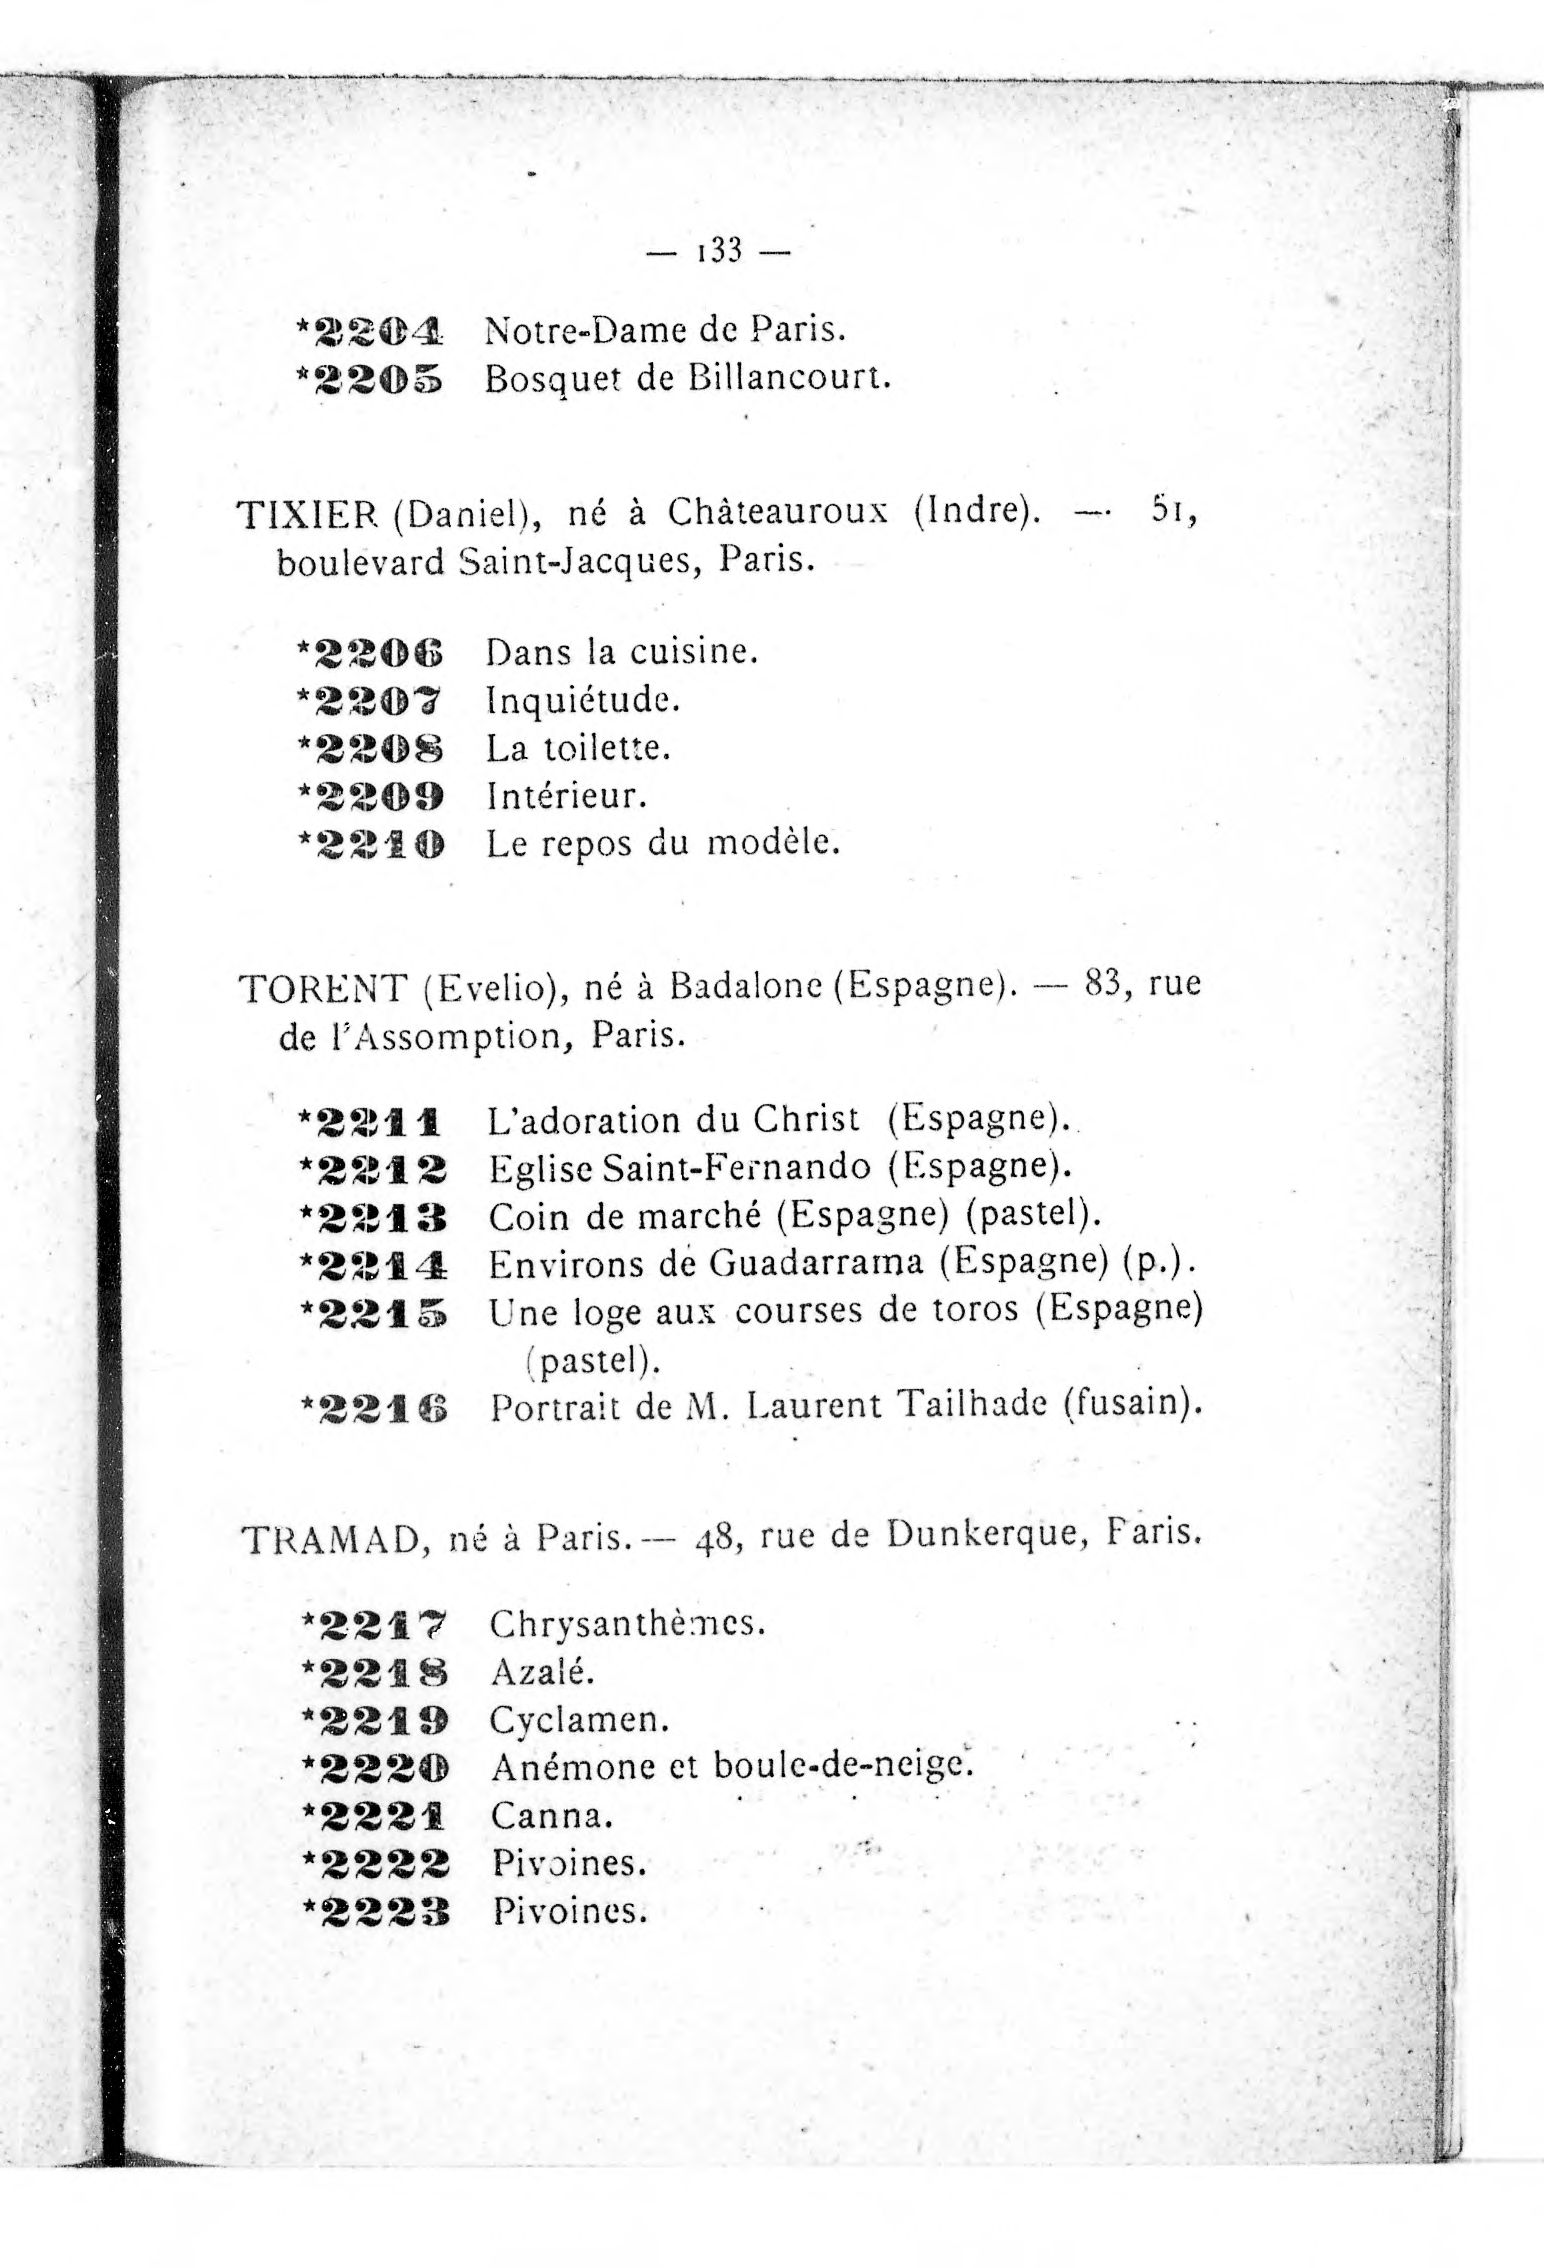 — 133 —
*2204 Notre-Dame de Paris.
*2205 Bosquet de Billancourt.
TIXIER (Daniel), né à Châteauroux (Indre). — 51,
boulevard Saint-Jacques, Paris.
*2206 Dans la cuisine.
*2207 Inquiétude.
*2208 La toilette.
*2209 Intérieur.
*2210 Le repos du modèle.
TORENT (Evelio), né à Badalone (Espagne). — 83, rue
de l'Assomption, Paris.
*2211 L'adoration du Christ (Espagne).
*2212 Eglise Saint-Fernando (Espagne).
*2213 Coin de marché (Espagne) (pastel).
*2214 Environs de Guadarrama (Espagne) (p.).
*2215 Une loge aux courses de toros (Espagne)
(pastel).
*2216 Portrait de M. Laurent Tailhade (fusain).
TRAMAD, né à Paris. — 48, rue de Dunkerque, Paris.
*2217 Chrysanthèmes.
*2218 Azalé.
*2219 Cyclamen.
*2220 Anémone et boule-de-neige.
*2221 Canna.
*2222 Pivoines.
*2223 Pivoines.